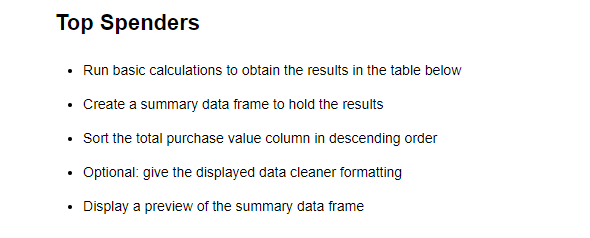 Top Spenders
Run basic calculations to obtain the results in the table below
Create a summary data frame to hold the results
Sort the total purchase value column in descending order
Optional: give the displayed data cleaner formatting
Display a preview of the summary data frame